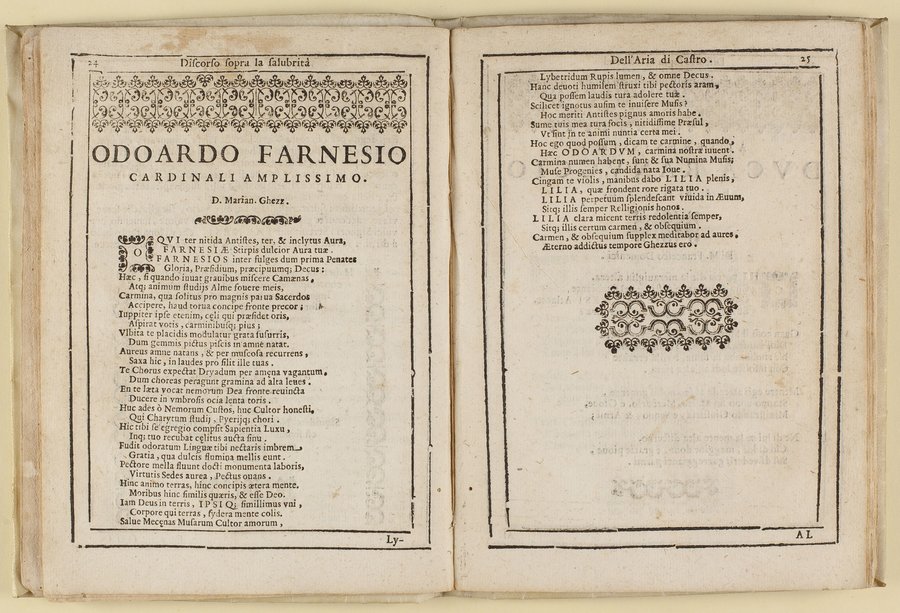 24 Discorso sopra la salubrità
ODOARDO FARNESIO
CARDINALI AMPLISSIMO.
D. Marian. Ghezz.
O QVI ter nitida Antistes, ter, & inclytus Aura,
FARNESIÆ Stirpis dulcior Aura tuæ.
FARNESIOS inter fulges dum prima Penates
Gloria, Præsidium, præcipuumq; Decus:
Hæc, si quando iuuat grauibus miscere Camænas,
Atq; animum studijs Alme fouere meis,
Carmina, quæ solitus pro magnis parua Sacerdos
Accipere, haud torua concipe fronte precor;
Iuppiter ipse etenim, cęli qui præsidet oris,
Aspirat votis, carminibusq; pius;
Vlbita te placidis modulatur grata susurris,
Dum gemmis pictus piscis in amne natat.
Aureus amne natans, & per muscosa recurrens,
Saxa hic, in laudes pro silit ille tuas.
Te Chorus expectat Dryadum per amęna vagantum,
Dum choreas peragunt gramina ad alta leues.
En te læta vocat nemorum Dea fronte reuincta
Ducere in vmbrosis ocia lenta toris.
Huc ades ò Nemorum Custos, huc Cultor honesti,
Qui Charytum studij, Pyerijq; chori.
Hic tibi se egregio compsit Sapientia Luxu,
Inq; tuo recubat cęlitus aucta sinu.
Fudit odoratum Linguæ tibi nectaris imbrem
Gratia, qua dulcis flumina mellis eunt.
Pectore mella fluunt docti monumenta laboris,
Virtutis Sedes aurea, Pectus ouans.
Hinc animo terras, hinc concipis ætera mente,
Moribus hinc similis quæris, & esse Deo.
Iam Deus in terris, IPSIQ; simillimus vni,
Corpore qui terras, sydera mente colis.
Salue Mecęnas Musarum Cultor amorum,
Ly-
Dell'Aria di Castro. 25
Lybetridum Rupis lumen, & omne Decus.
Hanc deuoti humilem struxi tibi pectoris aram,
Qua possem laudis tura adolere tuæ.
Scilicet ignotus ausim te inuisere Musis?
Hoc meriti Antistes pignus amoris habe.
Sume tuis mea tura focis, nitidissime Præsul,
Vt sint in te animi nuntia certa mei.
Hoc ego quod possum, dicam te carmine, quando,
Hæc ODOARDVM, carmina nostra iuuent.
Carmina numen habent, sunt & sua Numina Musis;
Musæ Progenies, candida nata Ioue.
Cingam te violis, manibus dabo LILIA plenis,
LILIA, quæ frondent rore rigata tuo.
LILIA perpetuum splendescant viuida in Æuum,
Sitq; illis semper Relligionis honos.
LILIA clara micent terris redolentia semper,
Sitq; illis certum carmen, & obsequium.
Carmen, & obsequium supplex meditabor ad aures,
Æterno addictus tempore Ghezzus ero.
AL